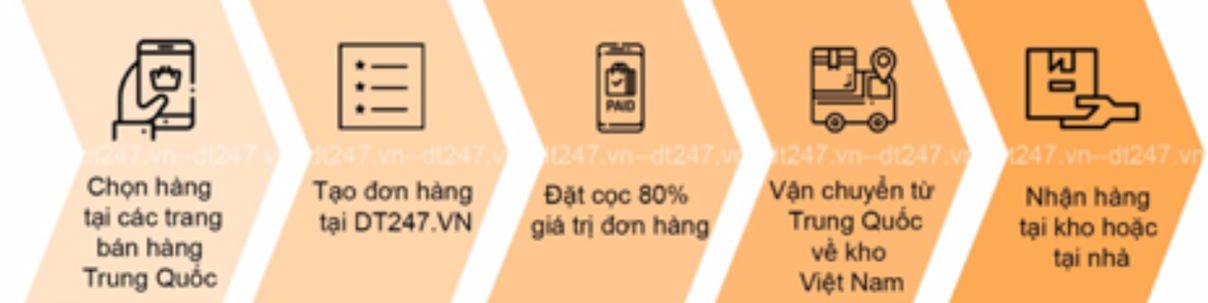 PAID
dt247.vn--dt247.v
dt247.vn--dt247.v
dt247.vn--dt247.vn
dt247.vn--dt247.vn
dt247.vn--dt247.vn
Chọn hàng
tại các trang
bán hàng
Trung Quốc
Tạo đơn hàng
tại DT247.VN
Đặt cọc 80%
giá trị đơn hàng
Vận chuyển từ
Trung Quốc
về kho
Việt Nam
Nhận hàng
tại kho hoặc
tại nhà